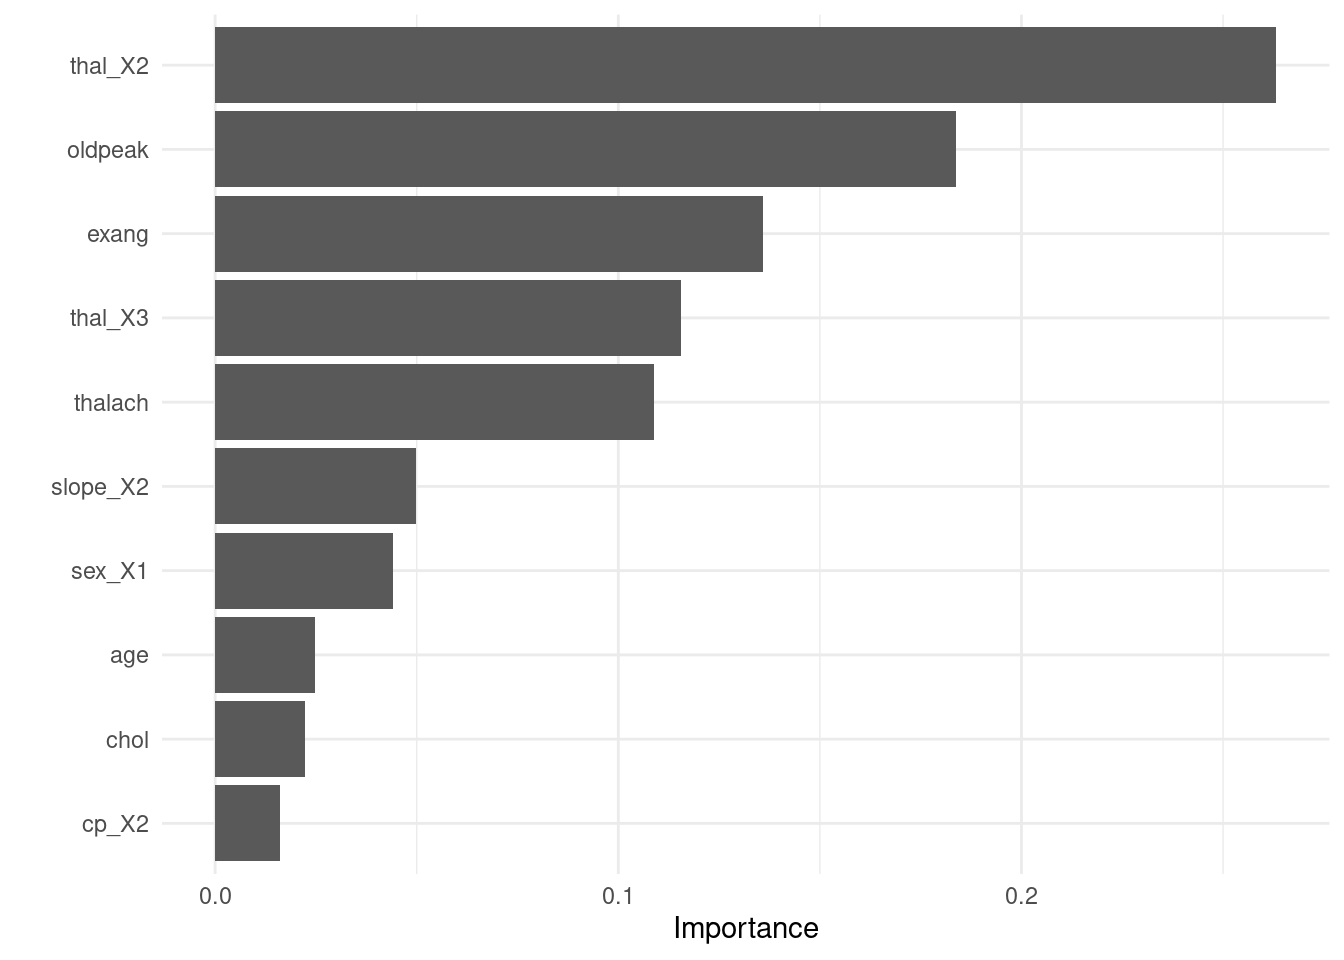 thal_X2
oldpeak
exang
thal_X3
thalach
slope_X2
sex_X1
age
chol
cp_X2
0.0 0.1 0.2
Importance